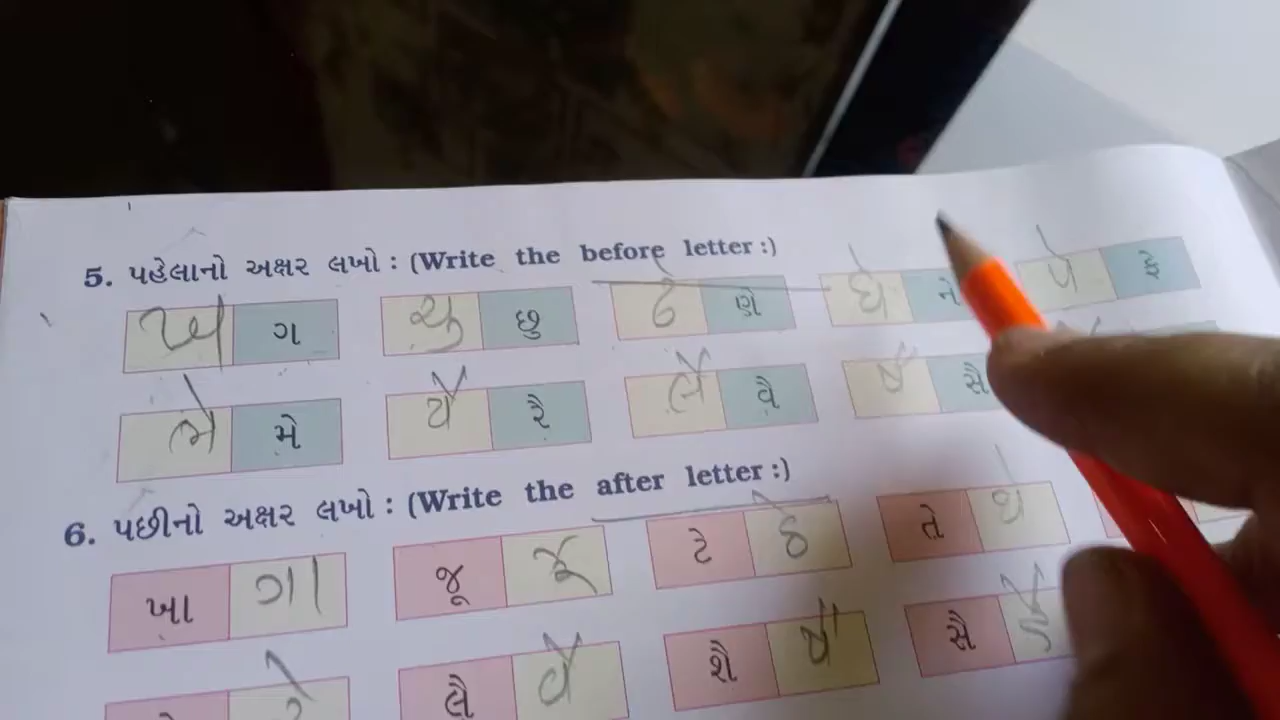 5. પહેલાનો અક્ષર લખો : (Write the before letter :)
ખ ગ ચુ છુ ઢે ણે ધે ને પે ફે
ભે મે યૈ રૈ લૈ વૈ ષૈ સૈ
6. પછીનો અક્ષર લખો : (Write the after letter :)
ખા ગા જૂ ઝૂ ટે ઠે તે થે
લૈ વૈ શૈ ષૈ સૈ હૈ